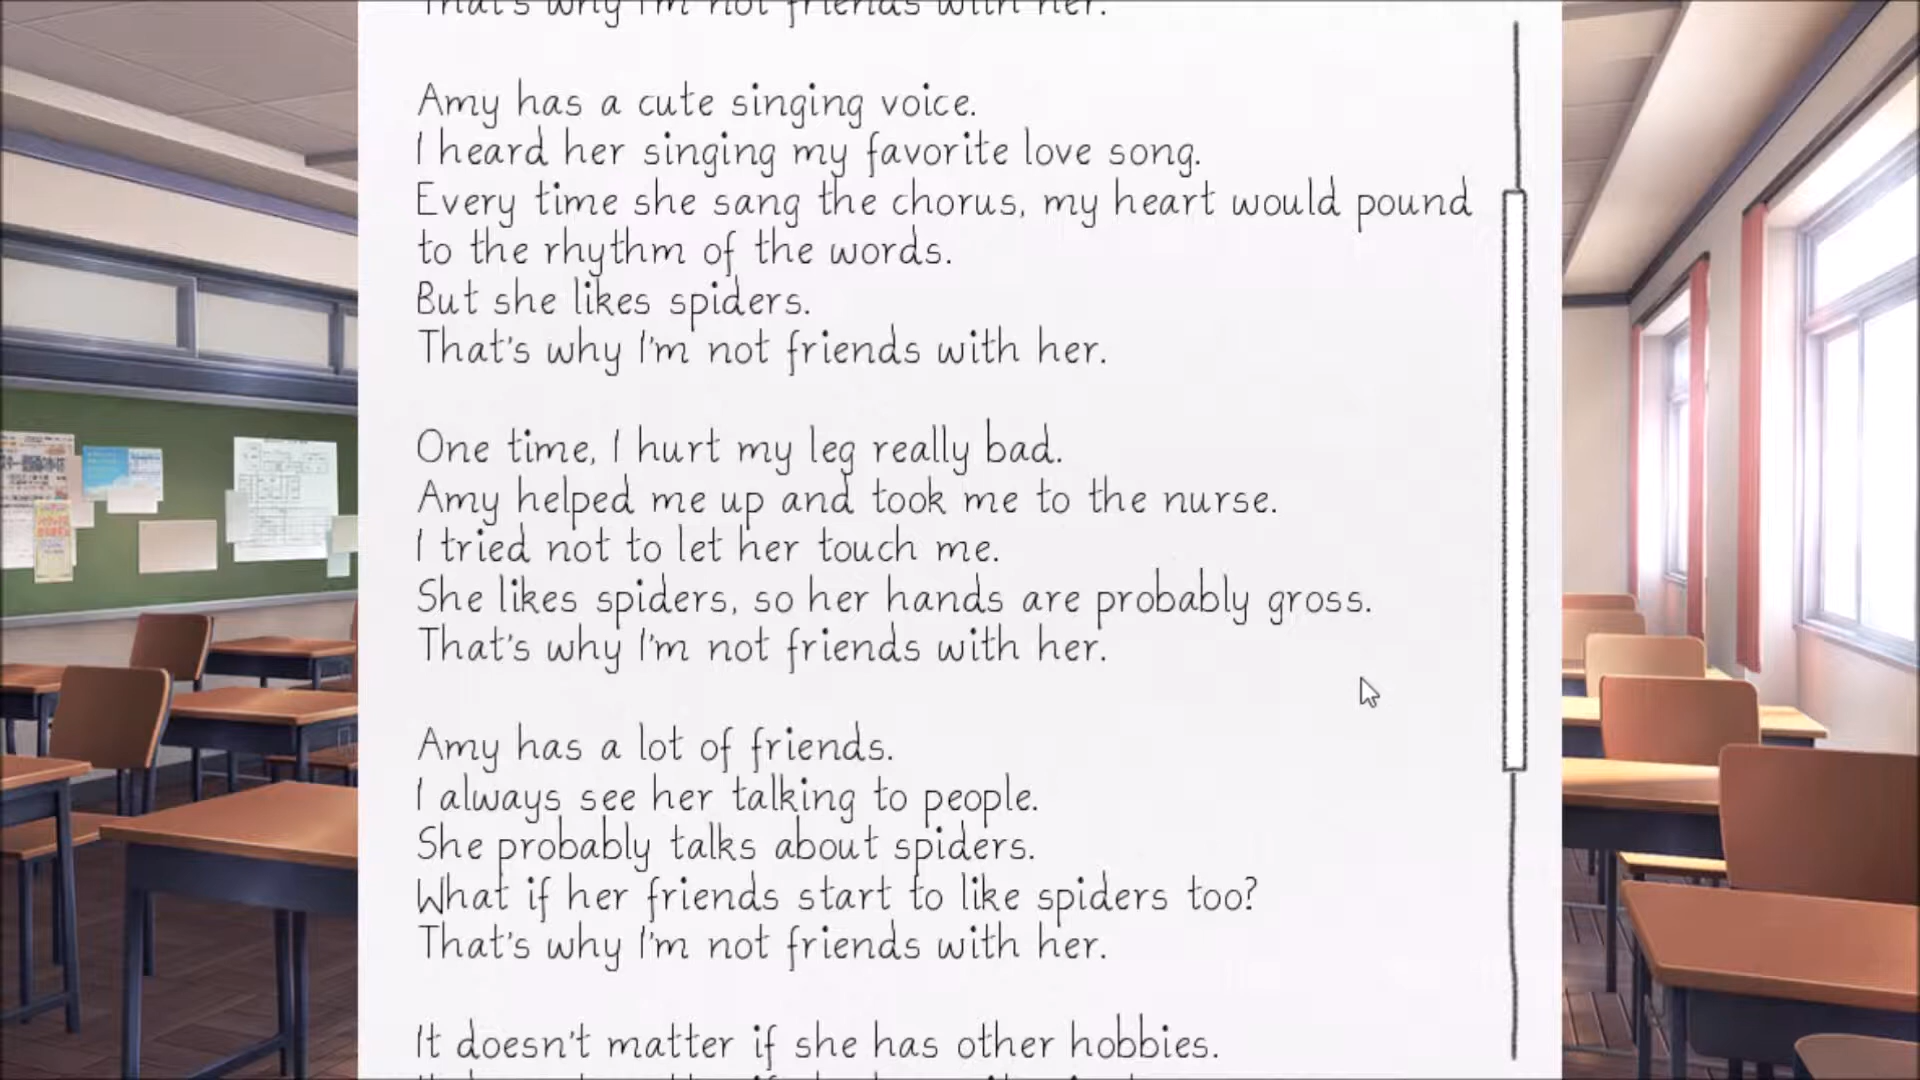 That's why I'm not friends with her.
Amy has a cute singing voice.
I heard her singing my favorite love song.
Every time she sang the chorus, my heart would pound
to the rhythm of the words.
But she likes spiders.
That's why I'm not friends with her.
One time, I hurt my leg really bad.
Amy helped me up and took me to the nurse.
I tried not to let her touch me.
She likes spiders, so her hands are probably gross.
That's why I'm not friends with her.
Amy has a lot of friends.
I always see her talking to people.
She probably talks about spiders.
What if her friends start to like spiders too?
That's why I'm not friends with her.
It doesn't matter if she has other hobbies.